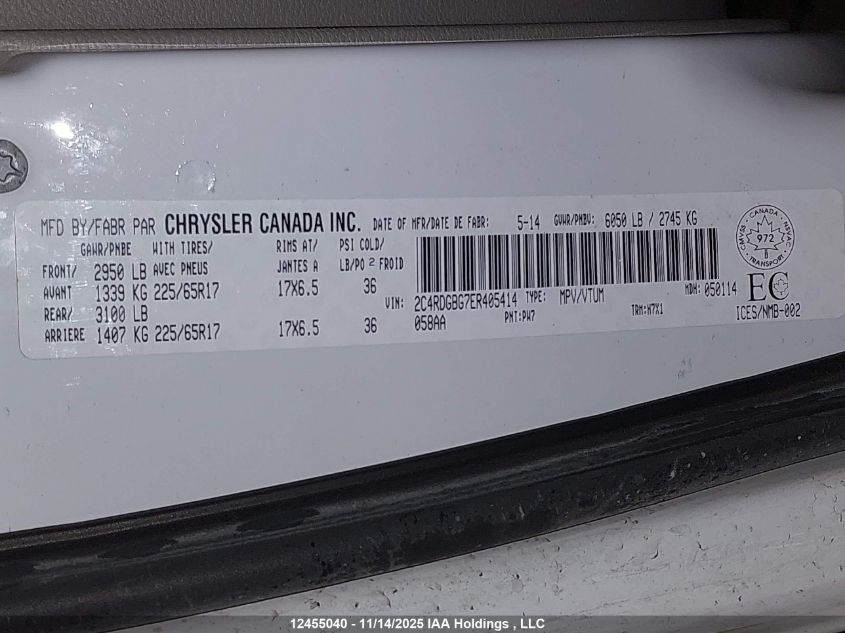 MFD BY/FABR PAR CHRYSLER CANADA INC. DATE OF MFR/DATE DE FABR: 5-14 GVWR/PNBV: 6050 LB / 2745 KG
GAWR/PNBE WITH TIRES/ RIMS AT/ PSI COLD/
FRONT/ 2950 LB AVEC PNEUS JANTES A LB/PO 2 FROID
AVANT 1339 KG 225/65R17 17X6.5 36
REAR/ 3100 LB
ARRIERE 1407 KG 225/65R17 17X6.5 36
VIN: 2C4RDGBG7ER405414 TYPE: MPV/VTUM MDH: 050114
058AA PNT:PW7 TRM:H7X1
CANADA
CMVSS 972 NSVAC
TRANSPORT
EC
ICES/NMB-002
12455040 - 11/14/2025 IAA Holdings , LLC